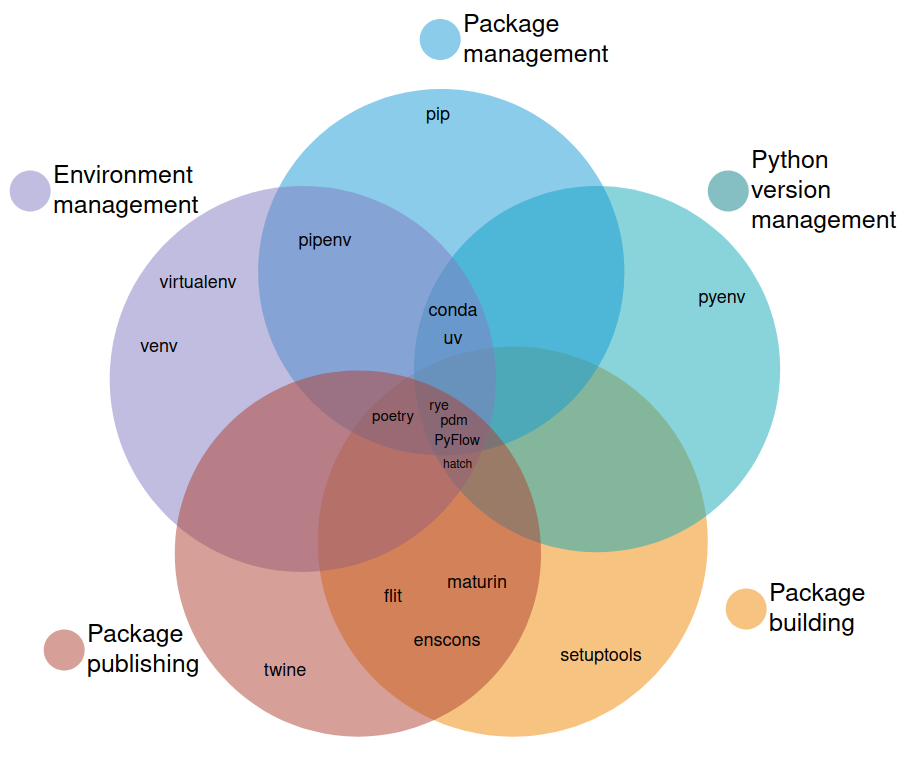 Package
management
pip
Python
version
management
Environment
management
pipenv
virtualenv
pyenv
conda
uv
venv
rye
poetry
pdm
PyFlow
hatch
maturin
flit
Package
building
enscons
Package
publishing
setuptools
twine